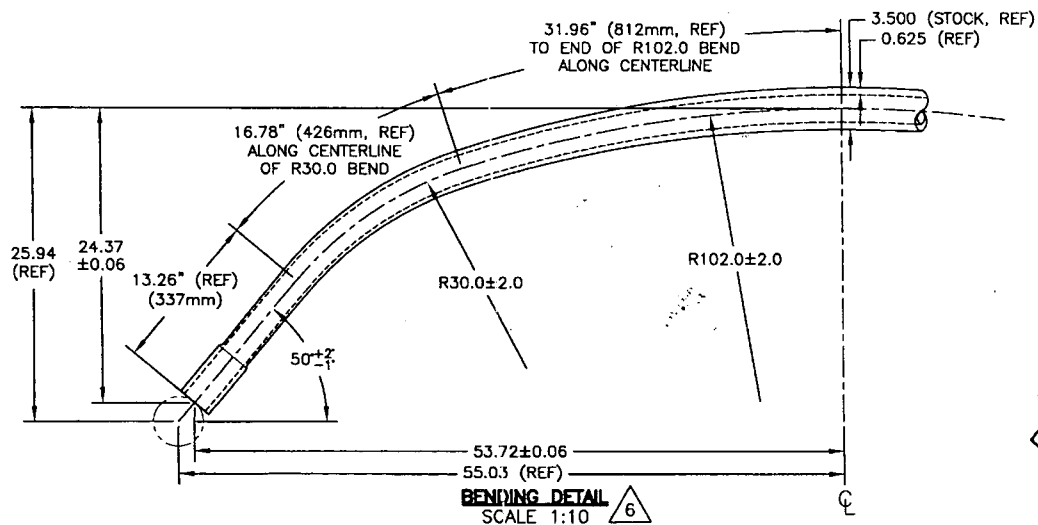 31.96" (812mm, REF)
TO END OF R102.0 BEND
ALONG CENTERLINE
3.500 (STOCK, REF)
0.625 (REF)
16.78" (426mm, REF)
ALONG CENTERLINE
OF R30.0 BEND
25.94
(REF)
24.37
±0.06
13.26" (REF)
(337mm)
R30.0±2.0
R102.0±2.0
50°+2°
-1°
53.72±0.06
55.03 (REF)
BENDING DETAIL
6
SCALE 1:10
℄